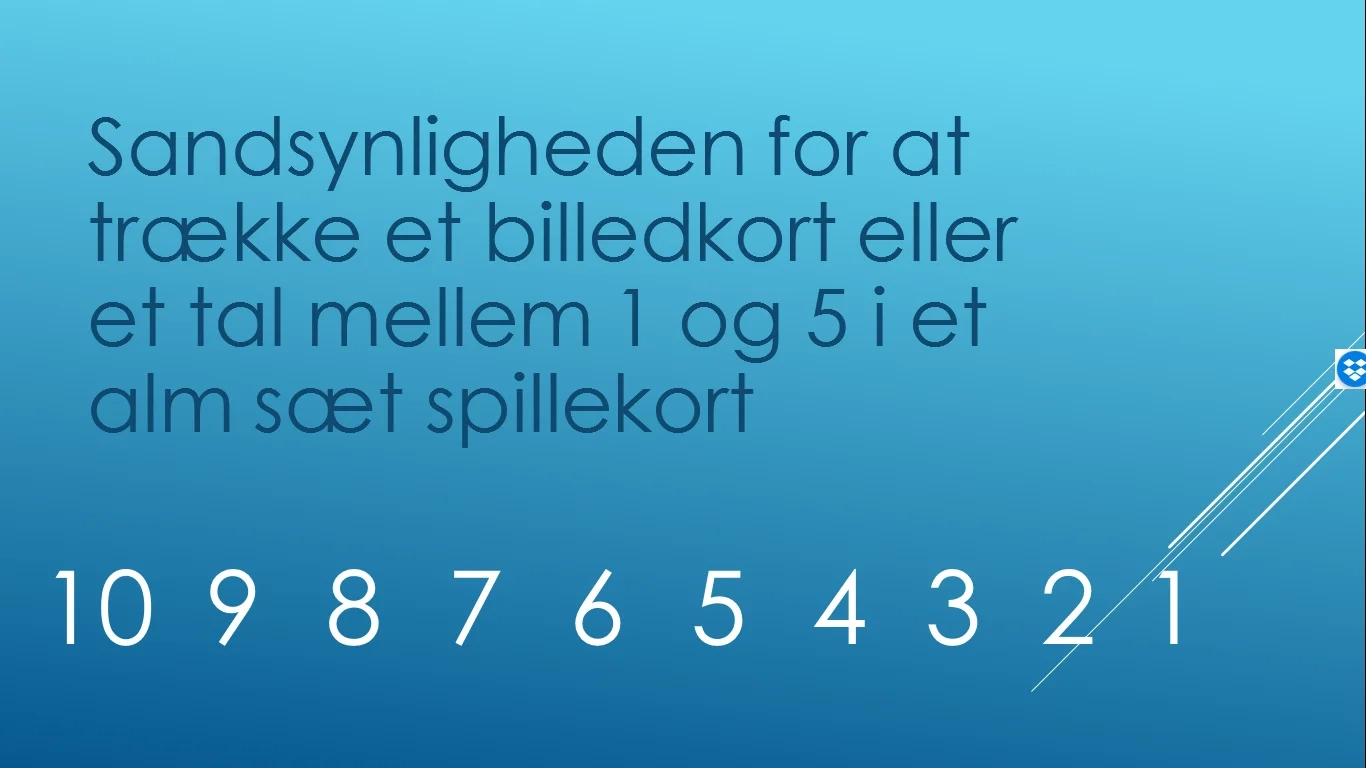 Sandsynligheden for at
trække et billedkort eller
et tal mellem 1 og 5 i et
alm sæt spillekort
10 9 8 7 6 5 4 3 2 1